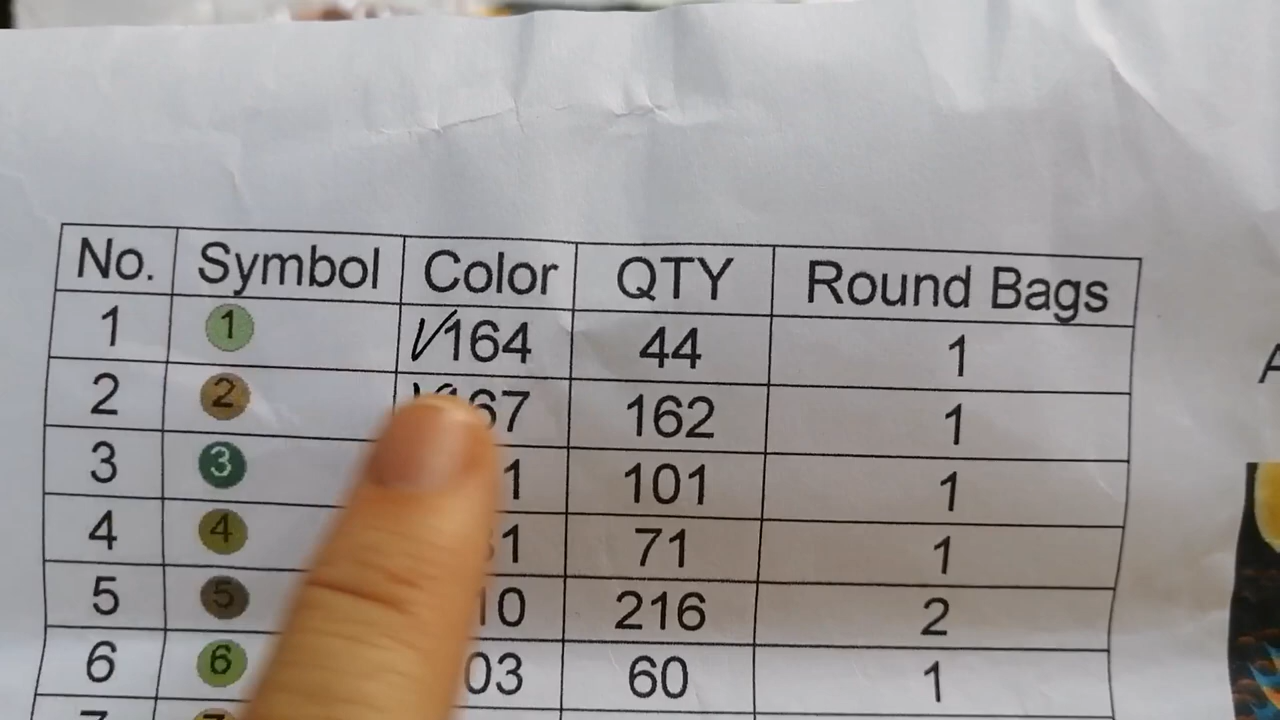 No. Symbol Color QTY Round Bags
1 1 √164 44 1
2 2 162 1
3 3 101 1
4 4 71 1
5 5 216 2
6 6 60 1